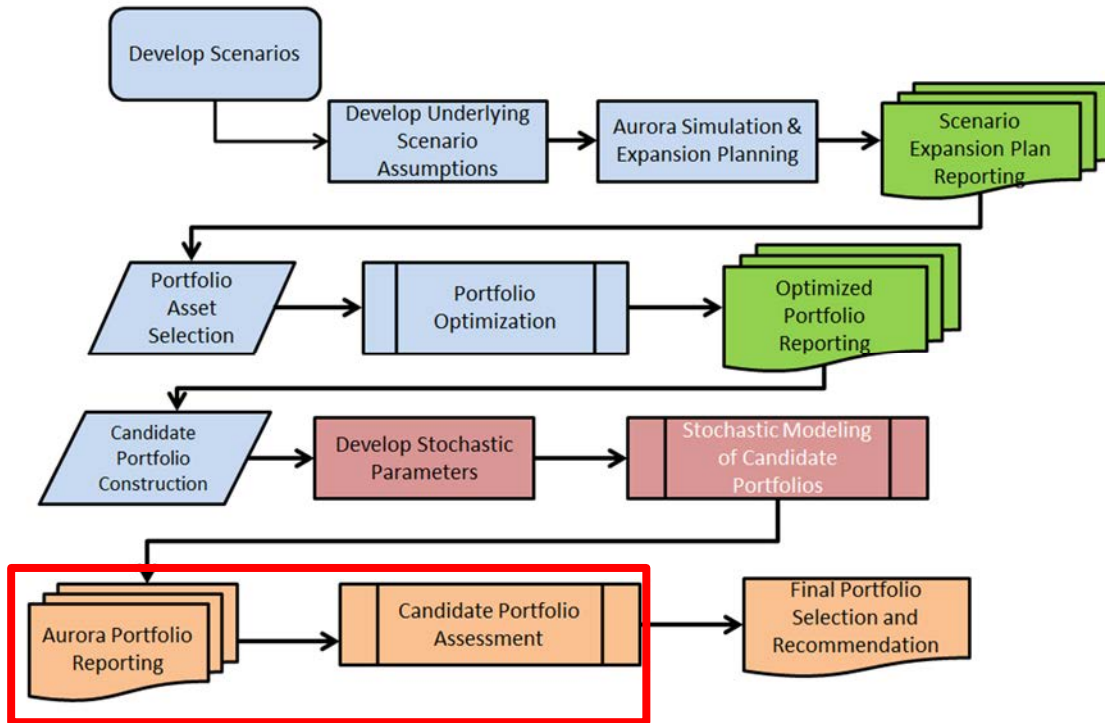 Develop Scenarios
Develop Underlying
Scenario
Assumptions
Aurora Simulation &
Expansion Planning
Scenario
Expansion Plan
Reporting
Portfolio
Asset
Selection
Portfolio
Optimization
Optimized
Portfolio
Reporting
Candidate
Portfolio
Construction
Develop Stochastic
Parameters
Stochastic Modeling
of Candidate
Portfolios
Aurora Portfolio
Reporting
Candidate Portfolio
Assessment
Final Portfolio
Selection and
Recommendation